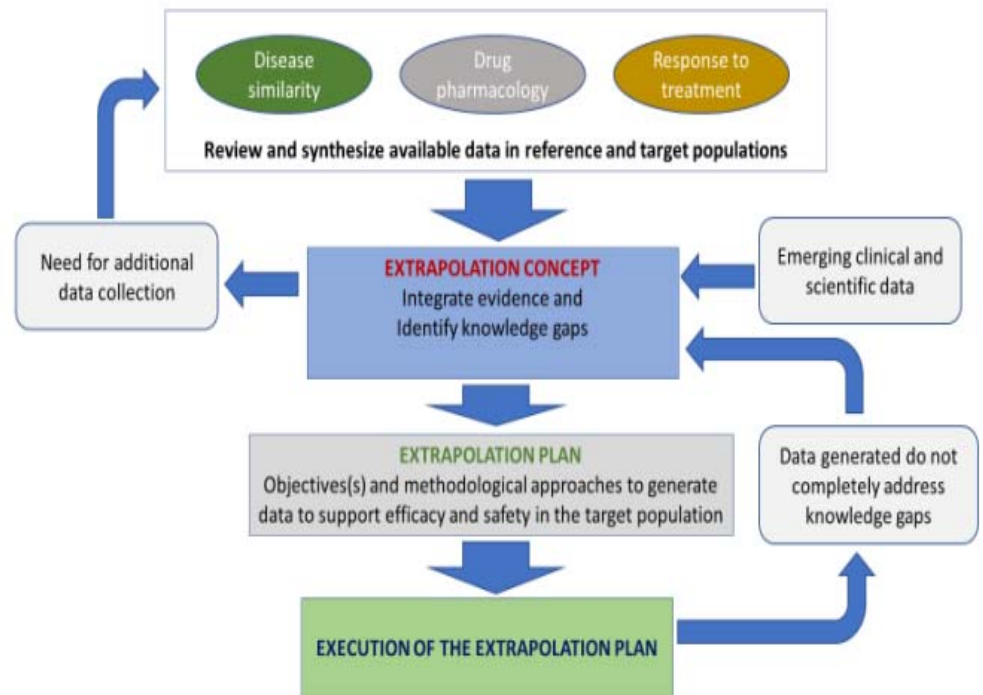 Disease
similarity
Drug
pharmacology
Response to
treatment
Review and synthesize available data in reference and target populations
Need for additional
data collection
EXTRAPOLATION CONCEPT
Integrate evidence and
Identify knowledge gaps
Emerging clinical and
scientific data
EXTRAPOLATION PLAN
Objectives(s) and methodological approaches to generate
data to support efficacy and safety in the target population
Data generated do not
completely address
knowledge gaps
EXECUTION OF THE EXTRAPOLATION PLAN